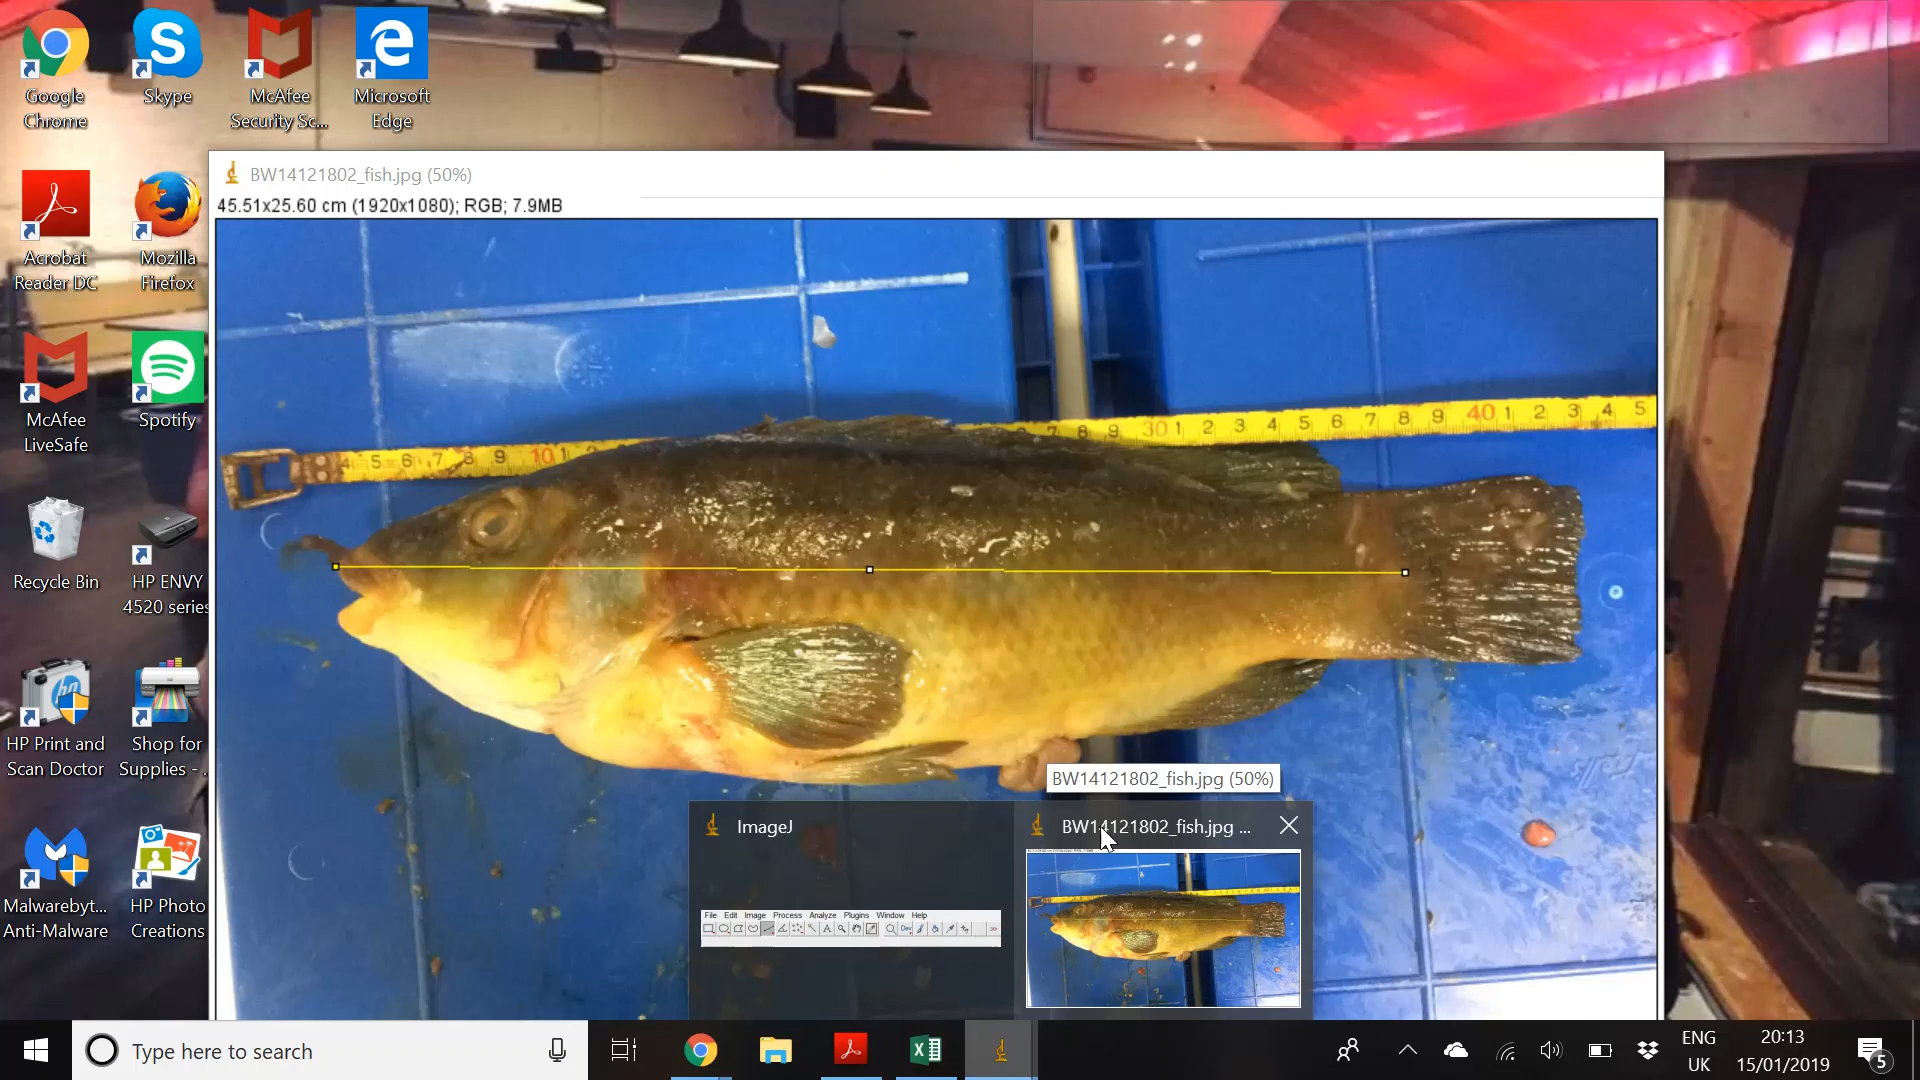 Google
Chrome
Skype
McAfee
Security Sc...
Microsoft
Edge
Acrobat
Reader DC
Mozilla
Firefox
McAfee
LiveSafe
Spotify
Recycle Bin
HP ENVY
4520 series
HP Print and
Scan Doctor
Shop for
Supplies - ...
Malwarebyt...
Anti-Malware
HP Photo
Creations
BW14121802_fish.jpg (50%)
45.51x25.60 cm (1920x1080); RGB; 7.9MB
4 5 6 7 8 9 10 1 2
7 8 9 30 1 2 3 4 5 6 7 8 9 40 1 2 3 4 5
BW14121802_fish.jpg (50%)
ImageJ
BW14121802_fish.jpg ...
File Edit Image Process Analyze Plugins Window Help
Type here to search
ENG
UK
20:13
15/01/2019
5